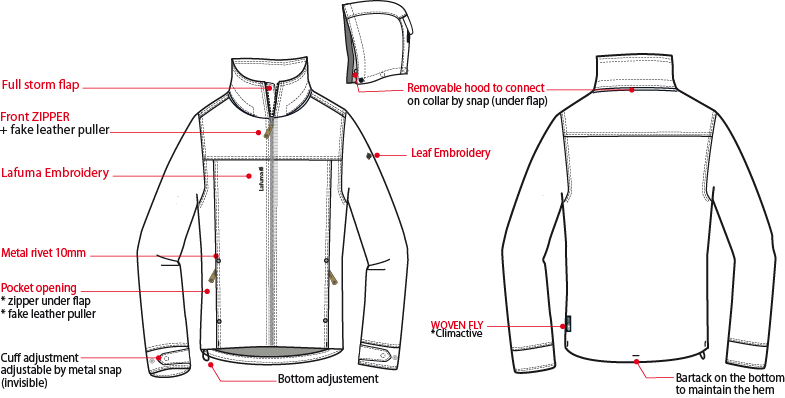 Full storm flap
Front ZIPPER
+ fake leather puller
Lafuma Embroidery
Metal rivet 10mm
Pocket opening
* zipper under flap
* fake leather puller
Cuff adjustment
adjustable by metal snap
(invisible)
Bottom adjustement
Lafuma
Removable hood to connect
on collar by snap (under flap)
Leaf Embroidery
WOVEN FLY
*Climactive
Bartack on the bottom
to maintain the hem